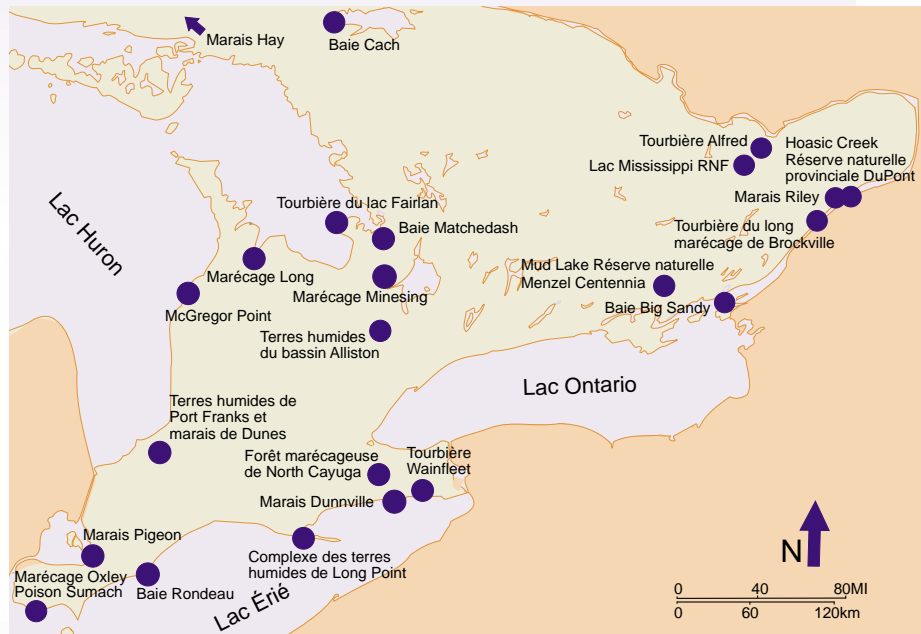 Marais Hay
Baie Cach
Tourbière Alfred
Lac Mississippi RNF
Hoasic Creek
Réserve naturelle
provinciale DuPont
Marais Riley
Tourbière du long
marécage de Brockville
Lac Huron
Tourbière du lac Fairlan
Baie Matchedash
Marécage Long
Marécage Minesing
McGregor Point
Mud Lake Réserve naturelle
Menzel Centennia
Baie Big Sandy
Terres humides
du bassin Alliston
Lac Ontario
Terres humides de
Port Franks et
marais de Dunes
Forêt marécageuse
de North Cayuga
Tourbière
Wainfleet
Marais Dunnville
Marais Pigeon
Complexe des terres
humides de Long Point
Marécage Oxley
Poison Sumach
Baie Rondeau
Lac Érié
N
0 40 80MI
0 60 120km